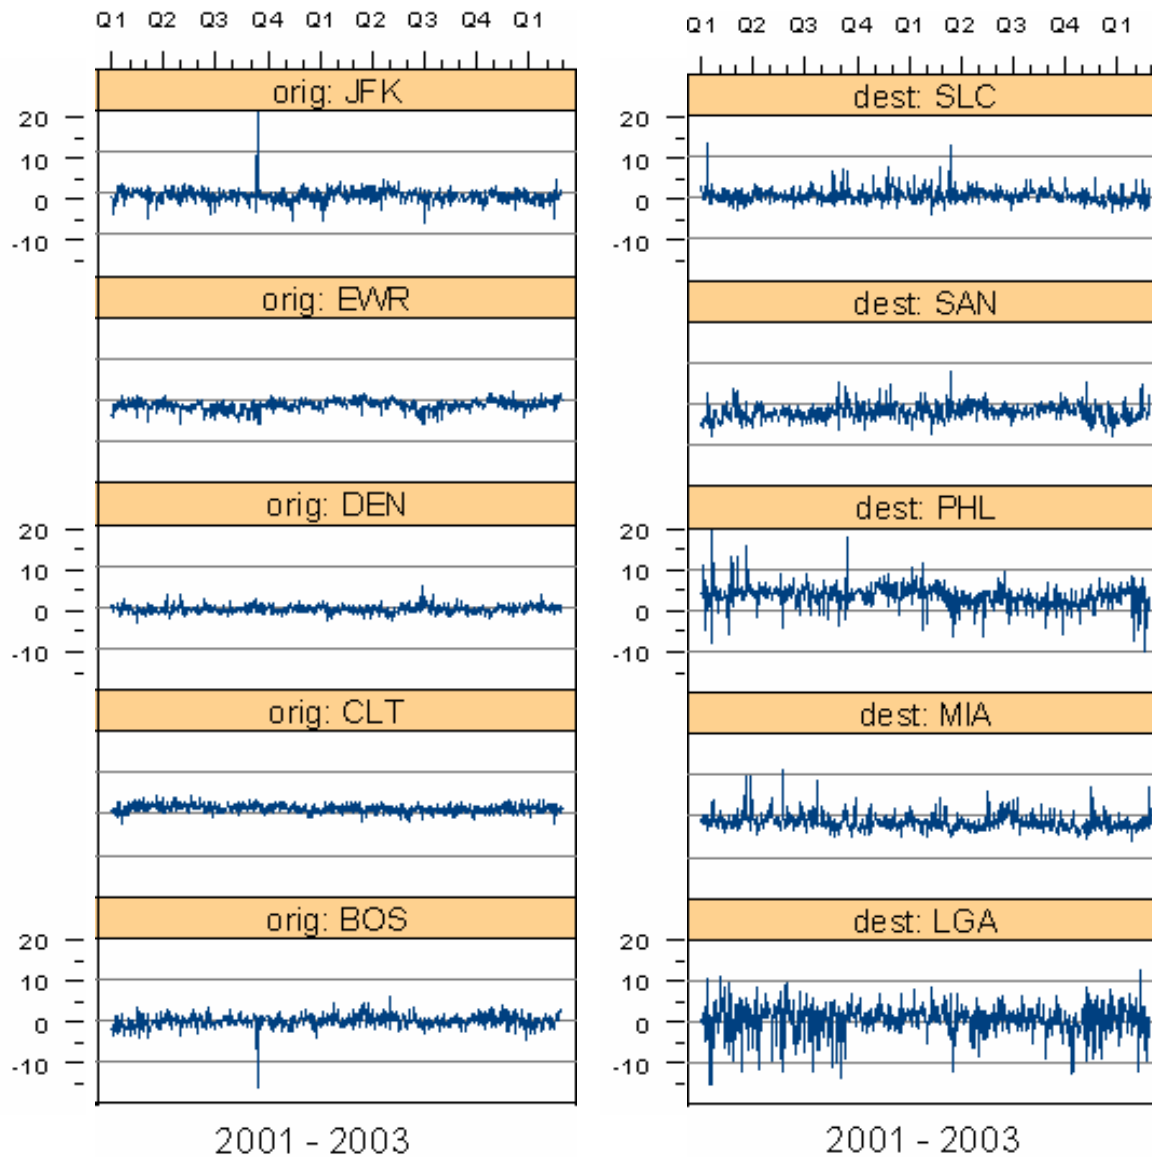 Q1 Q2 Q3 Q4 Q1 Q2 Q3 Q4 Q1
orig: JFK
20
10
0
-10
orig: EWR
orig: DEN
20
10
0
-10
orig: CLT
orig: BOS
20
10
0
-10
2001 - 2003
Q1 Q2 Q3 Q4 Q1 Q2 Q3 Q4 Q1
dest: SLC
20
10
0
-10
dest: SAN
dest: PHL
20
10
0
-10
dest: MIA
dest: LGA
20
10
0
-10
2001 - 2003